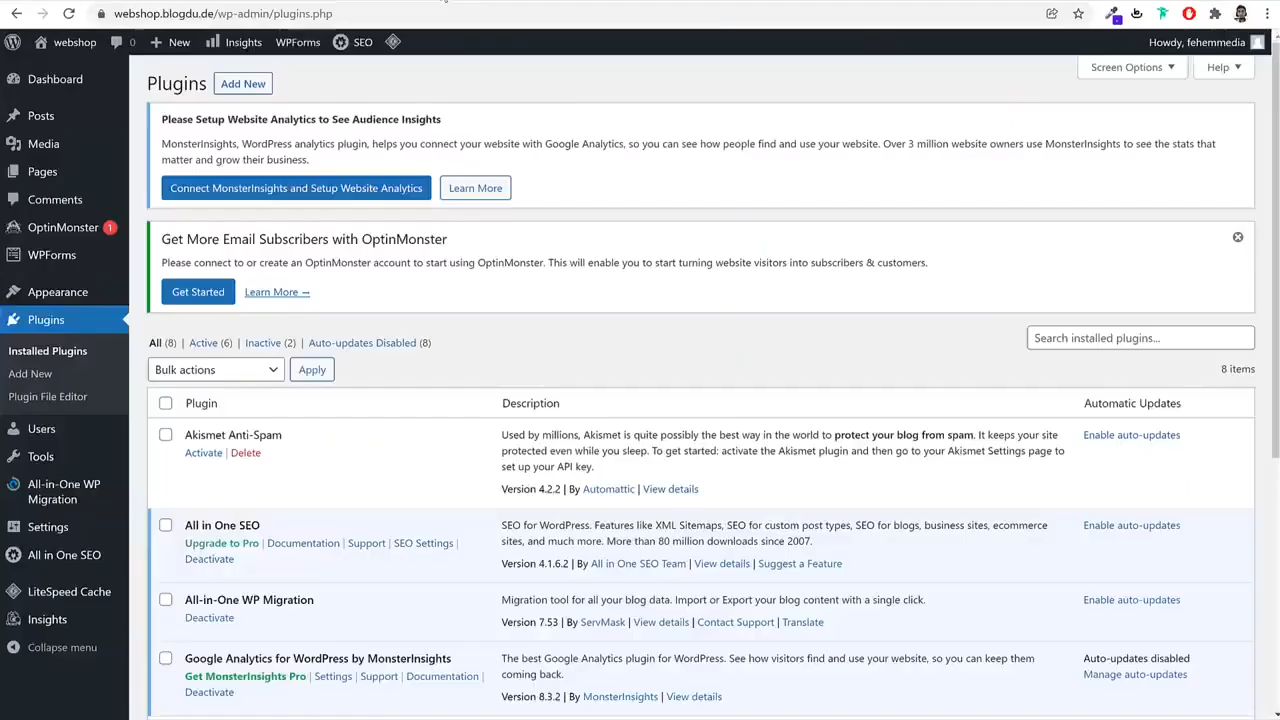 webshop.blogdu.de/wp-admin/plugins.php
webshop 0 New Insights WPForms SEO Howdy, fehemmedia
Screen Options Help
Dashboard
Posts
Media
Pages
Comments
OptinMonster 1
WPForms
Appearance
Plugins
Installed Plugins
Add New
Plugin File Editor
Users
Tools
All-in-One WP
Migration
Settings
All in One SEO
LiteSpeed Cache
Insights
Collapse menu
Plugins Add New
Please Setup Website Analytics to See Audience Insights
MonsterInsights, WordPress analytics plugin, helps you connect your website with Google Analytics, so you can see how people find and use your website. Over 3 million website owners use MonsterInsights to see the stats that
matter and grow their business.
Connect MonsterInsights and Setup Website Analytics Learn More
Get More Email Subscribers with OptinMonster
Please connect to or create an OptinMonster account to start using OptinMonster. This will enable you to start turning website visitors into subscribers & customers.
Get Started Learn More →
All (8) | Active (6) | Inactive (2) | Auto-updates Disabled (8)
Search installed plugins...
Bulk actions Apply
8 items
Plugin Description Automatic Updates
Akismet Anti-Spam
Activate | Delete
Used by millions, Akismet is quite possibly the best way in the world to protect your blog from spam. It keeps your site
protected even while you sleep. To get started: activate the Akismet plugin and then go to your Akismet Settings page to
set up your API key.
Version 4.2.2 | By Automattic | View details
Enable auto-updates
All in One SEO
Upgrade to Pro | Documentation | Support | SEO Settings |
Deactivate
SEO for WordPress. Features like XML Sitemaps, SEO for custom post types, SEO for blogs, business sites, ecommerce
sites, and much more. More than 80 million downloads since 2007.
Version 4.1.6.2 | By All in One SEO Team | View details | Suggest a Feature
Enable auto-updates
All-in-One WP Migration
Deactivate
Migration tool for all your blog data. Import or Export your blog content with a single click.
Version 7.53 | By ServMask | View details | Contact Support | Translate
Enable auto-updates
Google Analytics for WordPress by MonsterInsights
Get MonsterInsights Pro | Settings | Support | Documentation |
Deactivate
The best Google Analytics plugin for WordPress. See how visitors find and use your website, so you can keep them
coming back.
Version 8.3.2 | By MonsterInsights | View details
Auto-updates disabled
Manage auto-updates